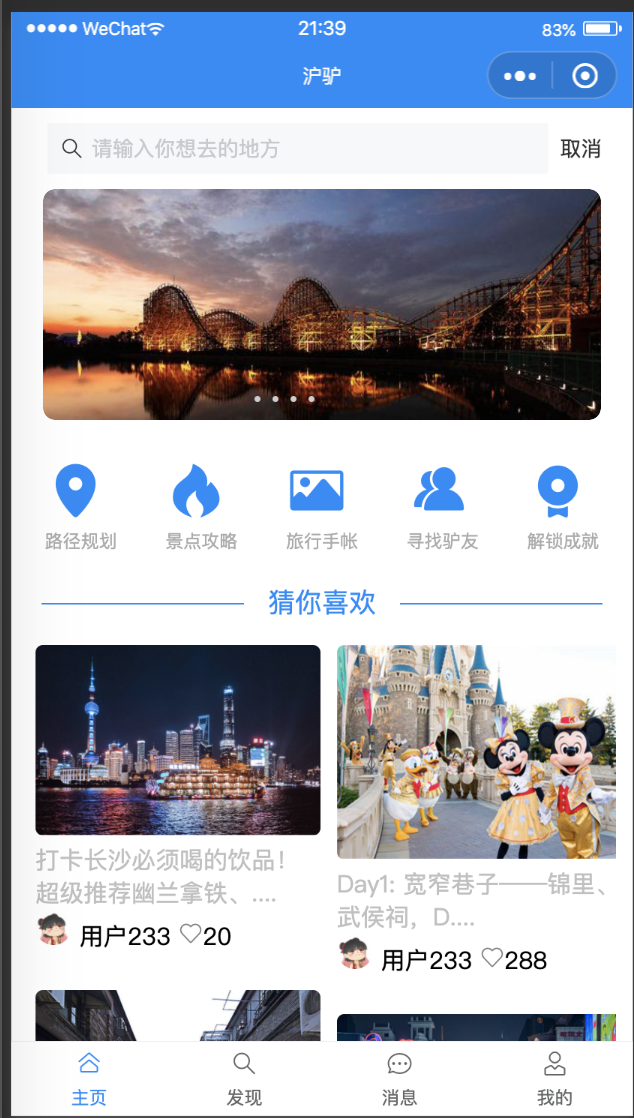 WeChat 21:39 83%
沪驴
请输入你想去的地方 取消
路径规划 景点攻略 旅行手帐 寻找驴友 解锁成就
猜你喜欢
打卡长沙必须喝的饮品！
超级推荐幽兰拿铁、....
用户233 20
Day1: 宽窄巷子——锦里、
武侯祠，D....
用户233 288
主页 发现 消息 我的